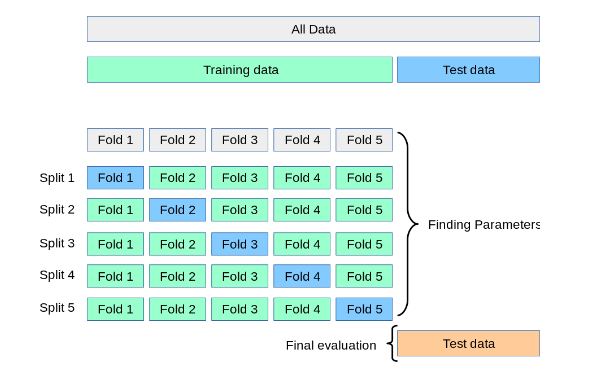 All Data
Training data Test data
Fold 1 Fold 2 Fold 3 Fold 4 Fold 5
Split 1 Fold 1 Fold 2 Fold 3 Fold 4 Fold 5
Split 2 Fold 1 Fold 2 Fold 3 Fold 4 Fold 5
Finding Parameters
Split 3 Fold 1 Fold 2 Fold 3 Fold 4 Fold 5
Split 4 Fold 1 Fold 2 Fold 3 Fold 4 Fold 5
Split 5 Fold 1 Fold 2 Fold 3 Fold 4 Fold 5
Final evaluation Test data